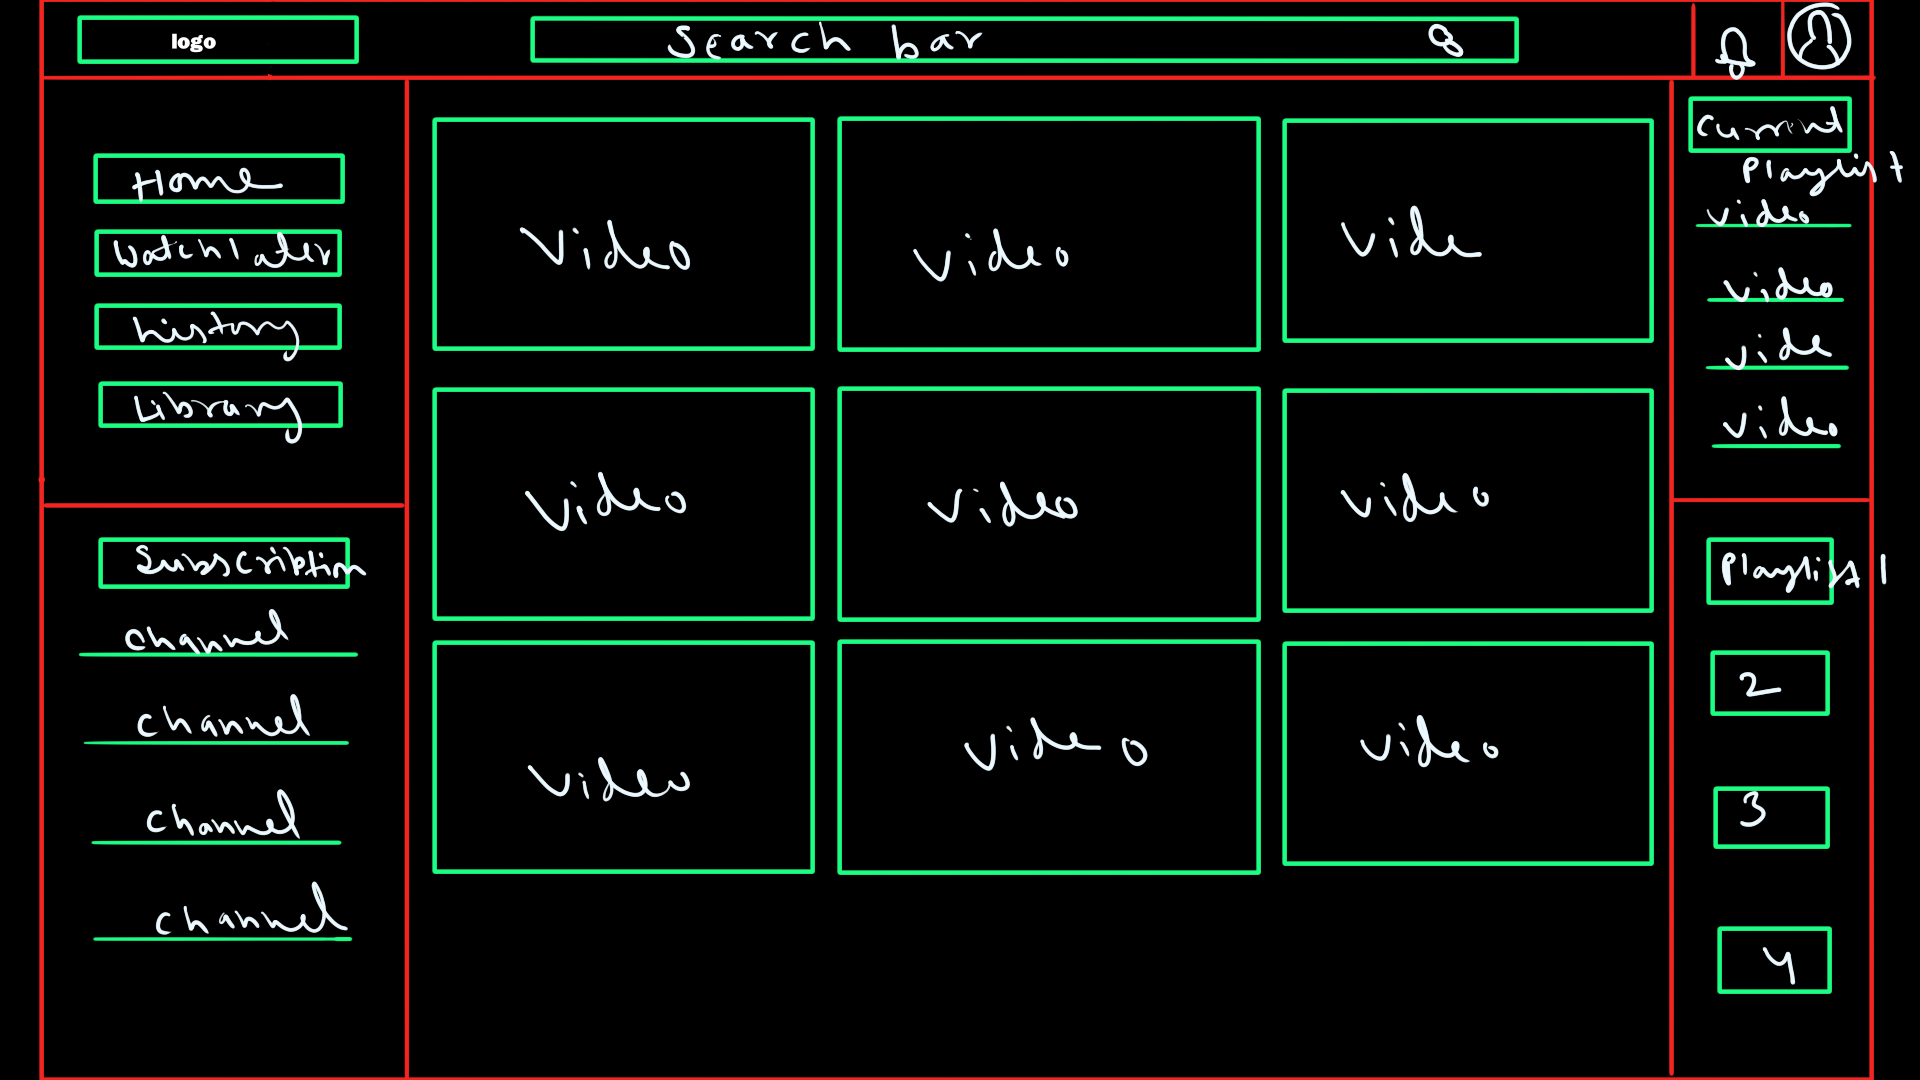 logo
Search bar
Home
Watch later
history
Library
Subscription
channel
channel
channel
channel
Video
Video
Vide
Video
Video
Video
Video
Video
Video
Current
Playlist
Video
Video
Vide
Video
Playlist 1
2
3
4